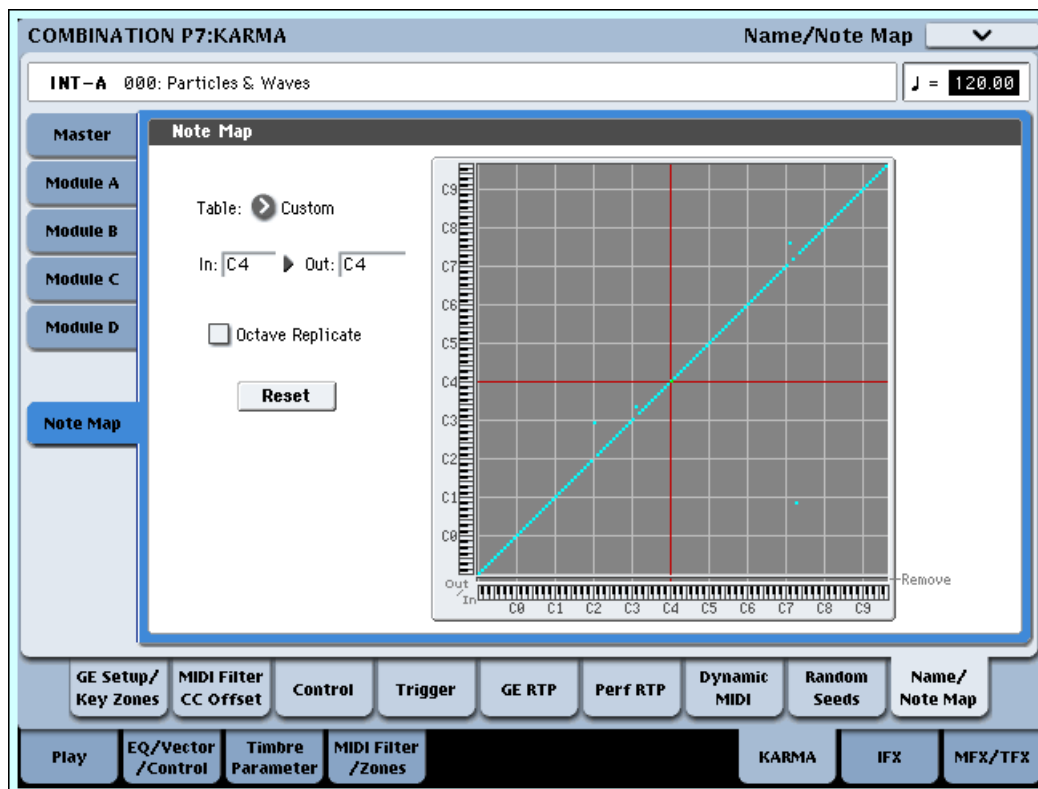 COMBINATION P7:KARMA
Name/Note Map
INT-A 000: Particles & Waves
♩ = 120.00
Master
Module A
Module B
Module C
Module D
Note Map
Note Map
Table: Custom
In: C4 Out: C4
Octave Replicate
Reset
C9
C8
C7
C6
C5
C4
C3
C2
C1
C0
Out
/In
Remove
C0 C1 C2 C3 C4 C5 C6 C7 C8 C9
GE Setup/
Key Zones
MIDI Filter
CC Offset
Control
Trigger
GE RTP
Perf RTP
Dynamic
MIDI
Random
Seeds
Name/
Note Map
Play
EQ/Vector
/Control
Timbre
Parameter
MIDI Filter
/Zones
KARMA
IFX
MFX/TFX